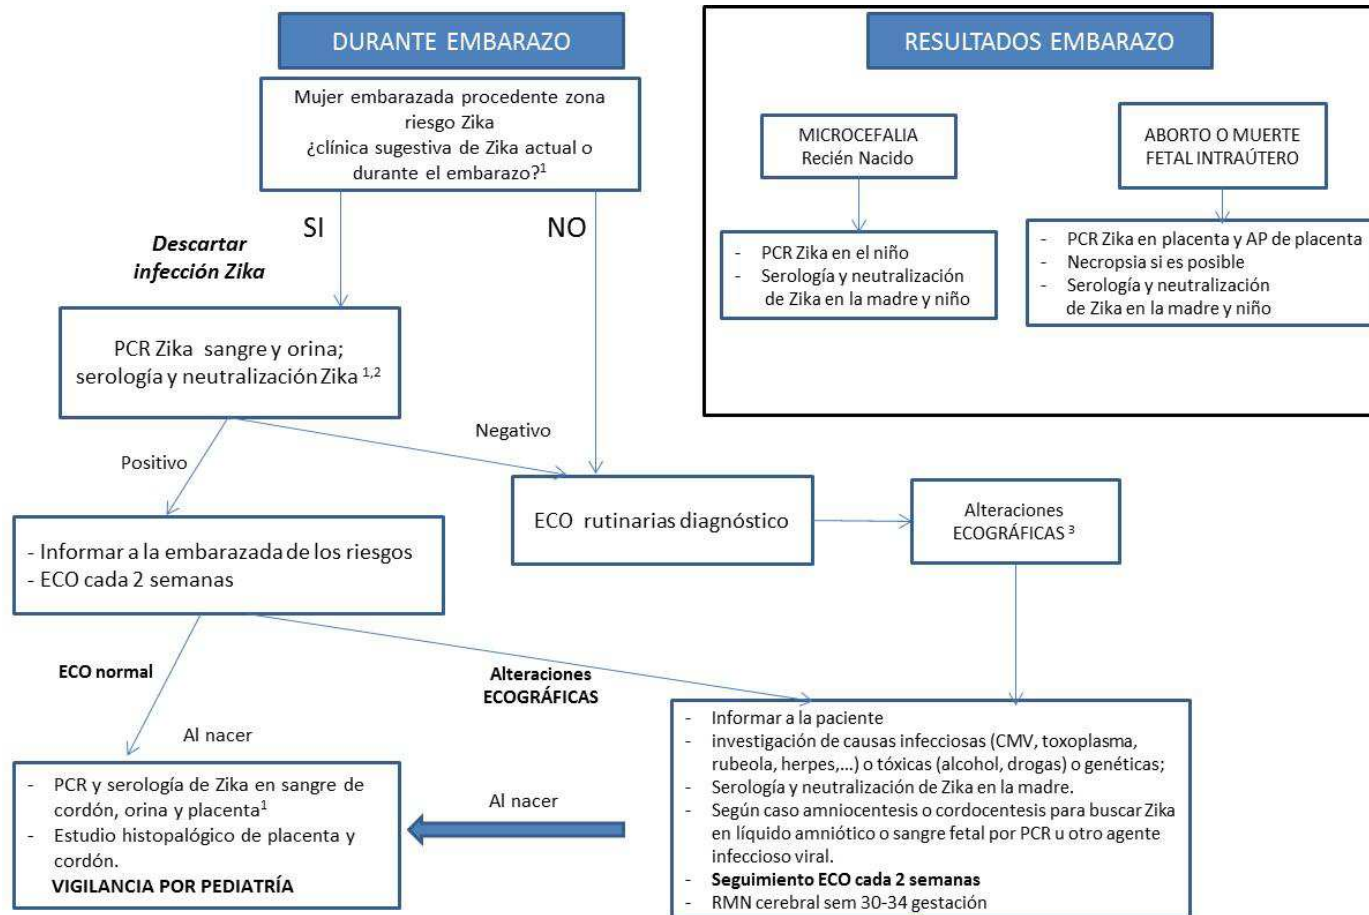 DURANTE EMBARAZO
Mujer embarazada procedente zona
riesgo Zika
¿clínica sugestiva de Zika actual o
durante el embarazo?1
SI
NO
Descartar
infección Zika
PCR Zika sangre y orina;
serología y neutralización Zika 1,2
Negativo
Positivo
ECO rutinarias diagnóstico
Alteraciones
ECOGRÁFICAS 3
- Informar a la embarazada de los riesgos
- ECO cada 2 semanas
ECO normal
Alteraciones
ECOGRÁFICAS
Al nacer
- PCR y serología de Zika en sangre de
cordón, orina y placenta1
- Estudio histopalógico de placenta y
cordón.
VIGILANCIA POR PEDIATRÍA
Al nacer
- Informar a la paciente
- investigación de causas infecciosas (CMV, toxoplasma,
rubeola, herpes,...) o tóxicas (alcohol, drogas) o genéticas;
- Serología y neutralización de Zika en la madre.
- Según caso amniocentesis o cordocentesis para buscar Zika
en líquido amniótico o sangre fetal por PCR u otro agente
infeccioso viral.
- Seguimiento ECO cada 2 semanas
- RMN cerebral sem 30-34 gestación
RESULTADOS EMBARAZO
MICROCEFALIA
Recién Nacido
- PCR Zika en el niño
- Serología y neutralización
de Zika en la madre y niño
ABORTO O MUERTE
FETAL INTRAÚTERO
- PCR Zika en placenta y AP de placenta
- Necropsia si es posible
- Serología y neutralización
de Zika en la madre y niño